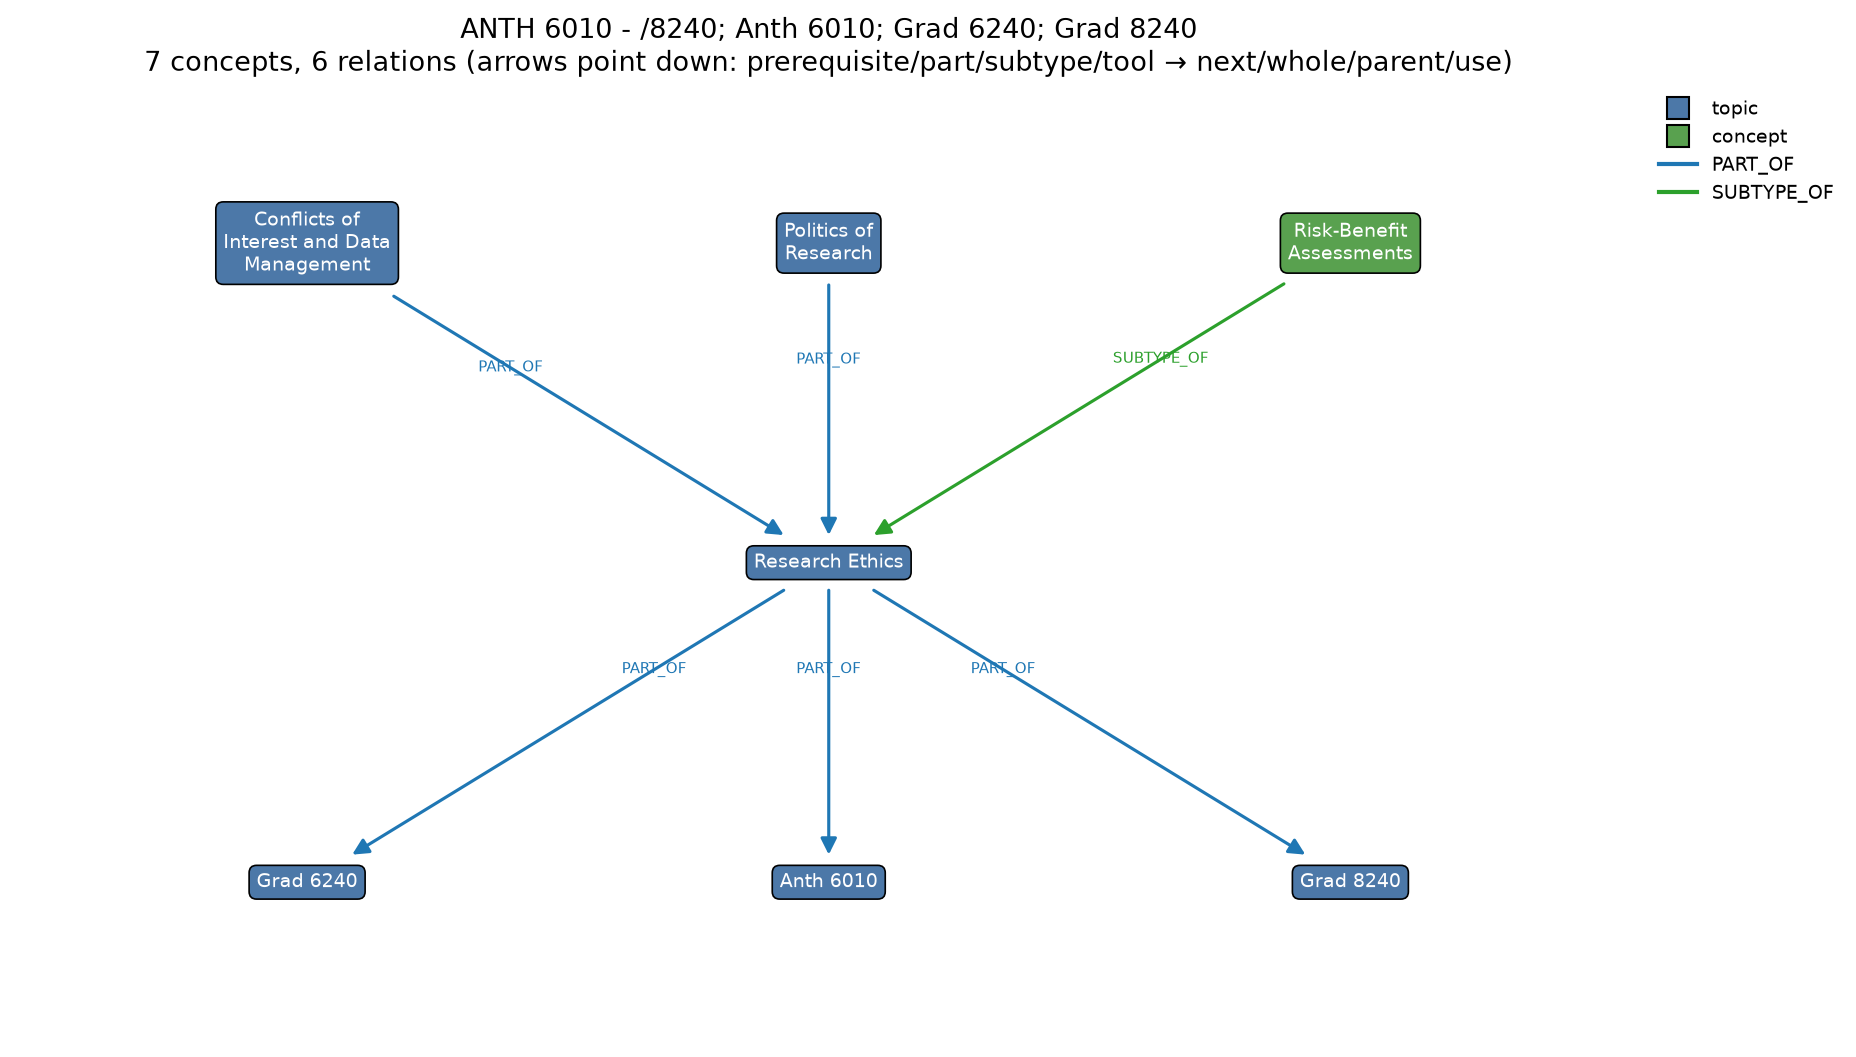 ANTH 6010 - /8240; Anth 6010; Grad 6240; Grad 8240
7 concepts, 6 relations (arrows point down: prerequisite/part/subtype/tool → next/whole/parent/use)
topic
concept
PART_OF
SUBTYPE_OF
Conflicts of
Interest and Data
Management
Politics of
Research
Risk-Benefit
Assessments
PART_OF
PART_OF
SUBTYPE_OF
Research Ethics
PART_OF
PART_OF
PART_OF
Grad 6240
Anth 6010
Grad 8240